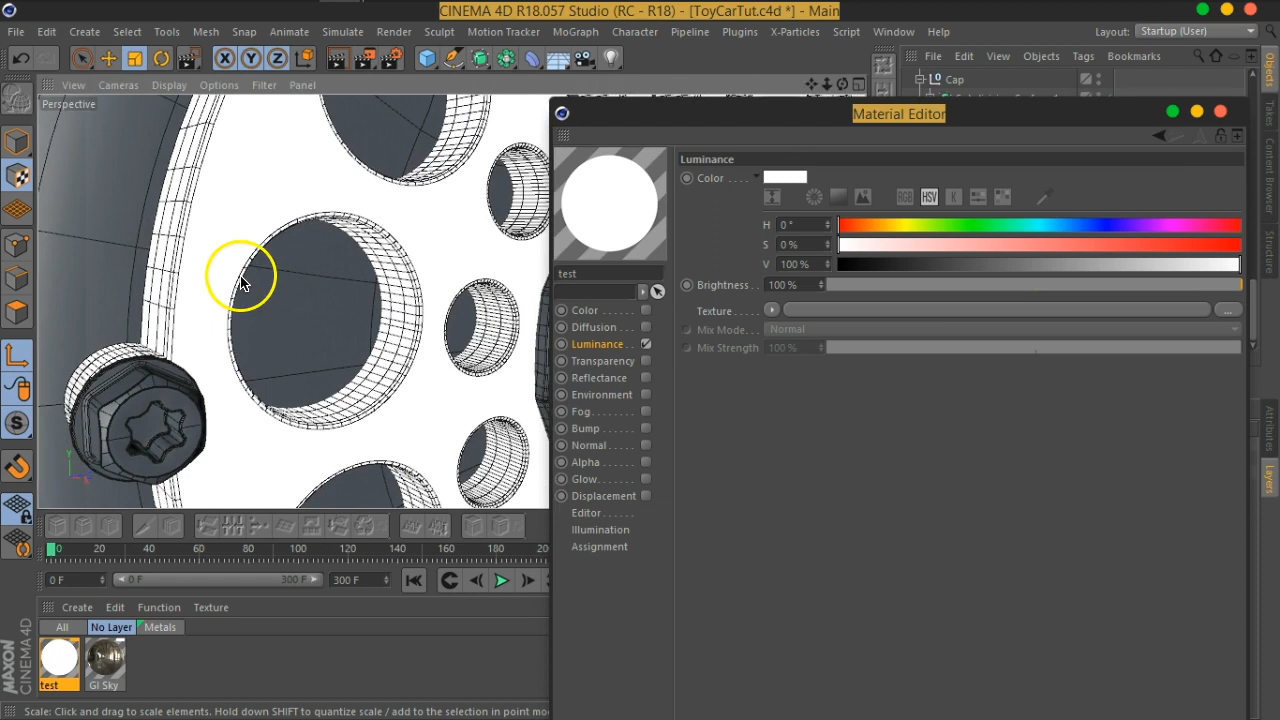 CINEMA 4D R18.057 Studio (RC - R18) - [ToyCarTut.c4d *] - Main
File Edit Create Select Tools Mesh Snap Animate Simulate Render Sculpt Motion Tracker MoGraph Character Pipeline Plugins X-Particles Script Window Help Layout: Startup (User)
X Y Z
File Edit View Objects Tags Bookmarks
View Cameras Display Options Filter Panel
Cap
Perspective
Material Editor
Objects
Takes
Content Browser
Structure
Attributes
Layers
Luminance
Color . . . .
RGB HSV K
H 0 °
S 0 %
V 100 %
Brightness . . 100 %
Texture . . . . ...
Mix Mode. . Normal
Mix Strength 100 %
test
Color . . . . . .
Diffusion . . .
Luminance . .
Transparency
Reflectance
Environment
Fog. . . . . . . .
Bump . . . . . .
Normal. . . . .
Alpha . . . . . .
Glow. . . . . . .
Displacement
Editor . . . . . .
Illumination
Assignment
Y
X
0 20 40 60 80 100 120 140 160 180
0 F 0 F 300 F 300 F
Create Edit Function Texture
All No Layer Metals
test GI Sky
MAXON
CINEMA 4D
Scale: Click and drag to scale elements. Hold down SHIFT to quantize scale / add to the selection in point